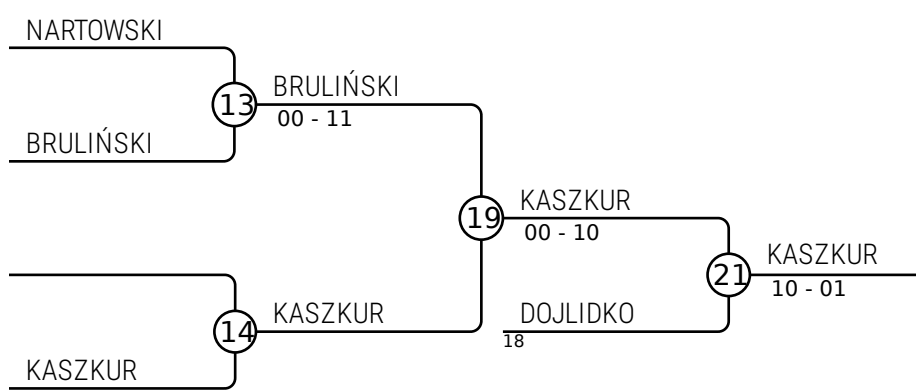 NARTOWSKI
13
BRULIŃSKI
00 - 11
BRULIŃSKI
19
KASZKUR
00 - 10
21
KASZKUR
10 - 01
14
KASZKUR
DOJLIDKO
18
KASZKUR